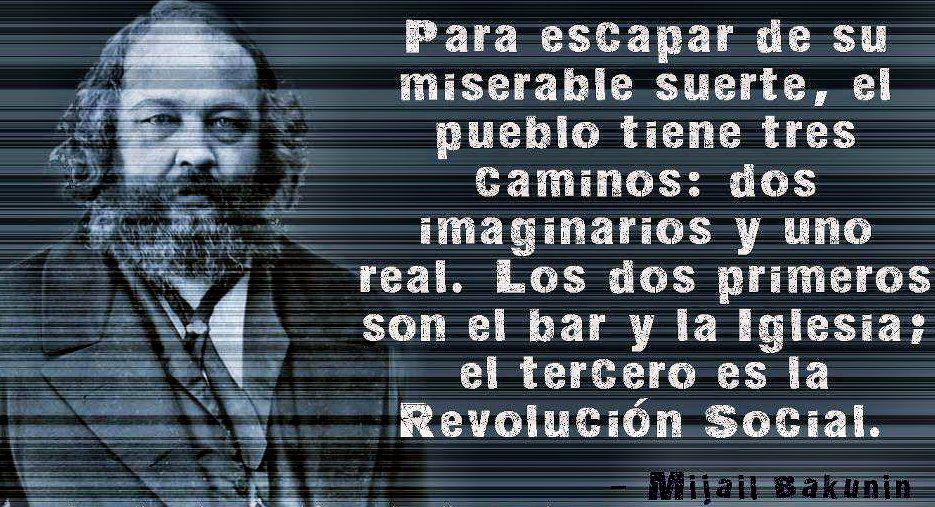 Para escapar de su
miserable suerte, el
pueblo tiene tres
caminos: dos
imaginarios y uno
real. Los dos primeros
son el bar y la Iglesia;
el tercero es la
Revolución Social.
- Mijail Bakunin